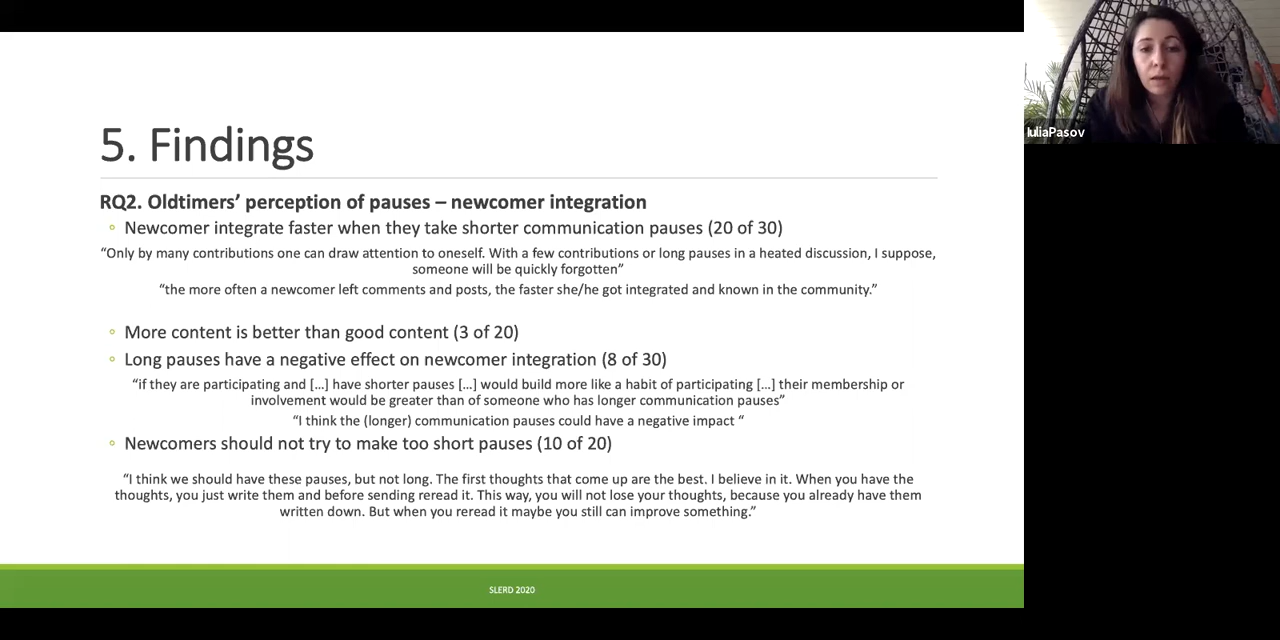 5. Findings
RQ2. Oldtimers’ perception of pauses – newcomer integration
Newcomer integrate faster when they take shorter communication pauses (20 of 30)
“Only by many contributions one can draw attention to oneself. With a few contributions or long pauses in a heated discussion, I suppose,
someone will be quickly forgotten”
“the more often a newcomer left comments and posts, the faster she/he got integrated and known in the community.”
More content is better than good content (3 of 20)
Long pauses have a negative effect on newcomer integration (8 of 30)
“if they are participating and […] have shorter pauses […] would build more like a habit of participating […] their membership or
involvement would be greater than of someone who has longer communication pauses”
“I think the (longer) communication pauses could have a negative impact “
Newcomers should not try to make too short pauses (10 of 20)
“I think we should have these pauses, but not long. The first thoughts that come up are the best. I believe in it. When you have the
thoughts, you just write them and before sending reread it. This way, you will not lose your thoughts, because you already have them
written down. But when you reread it maybe you still can improve something.”
SLERD 2020
IuliaPasov